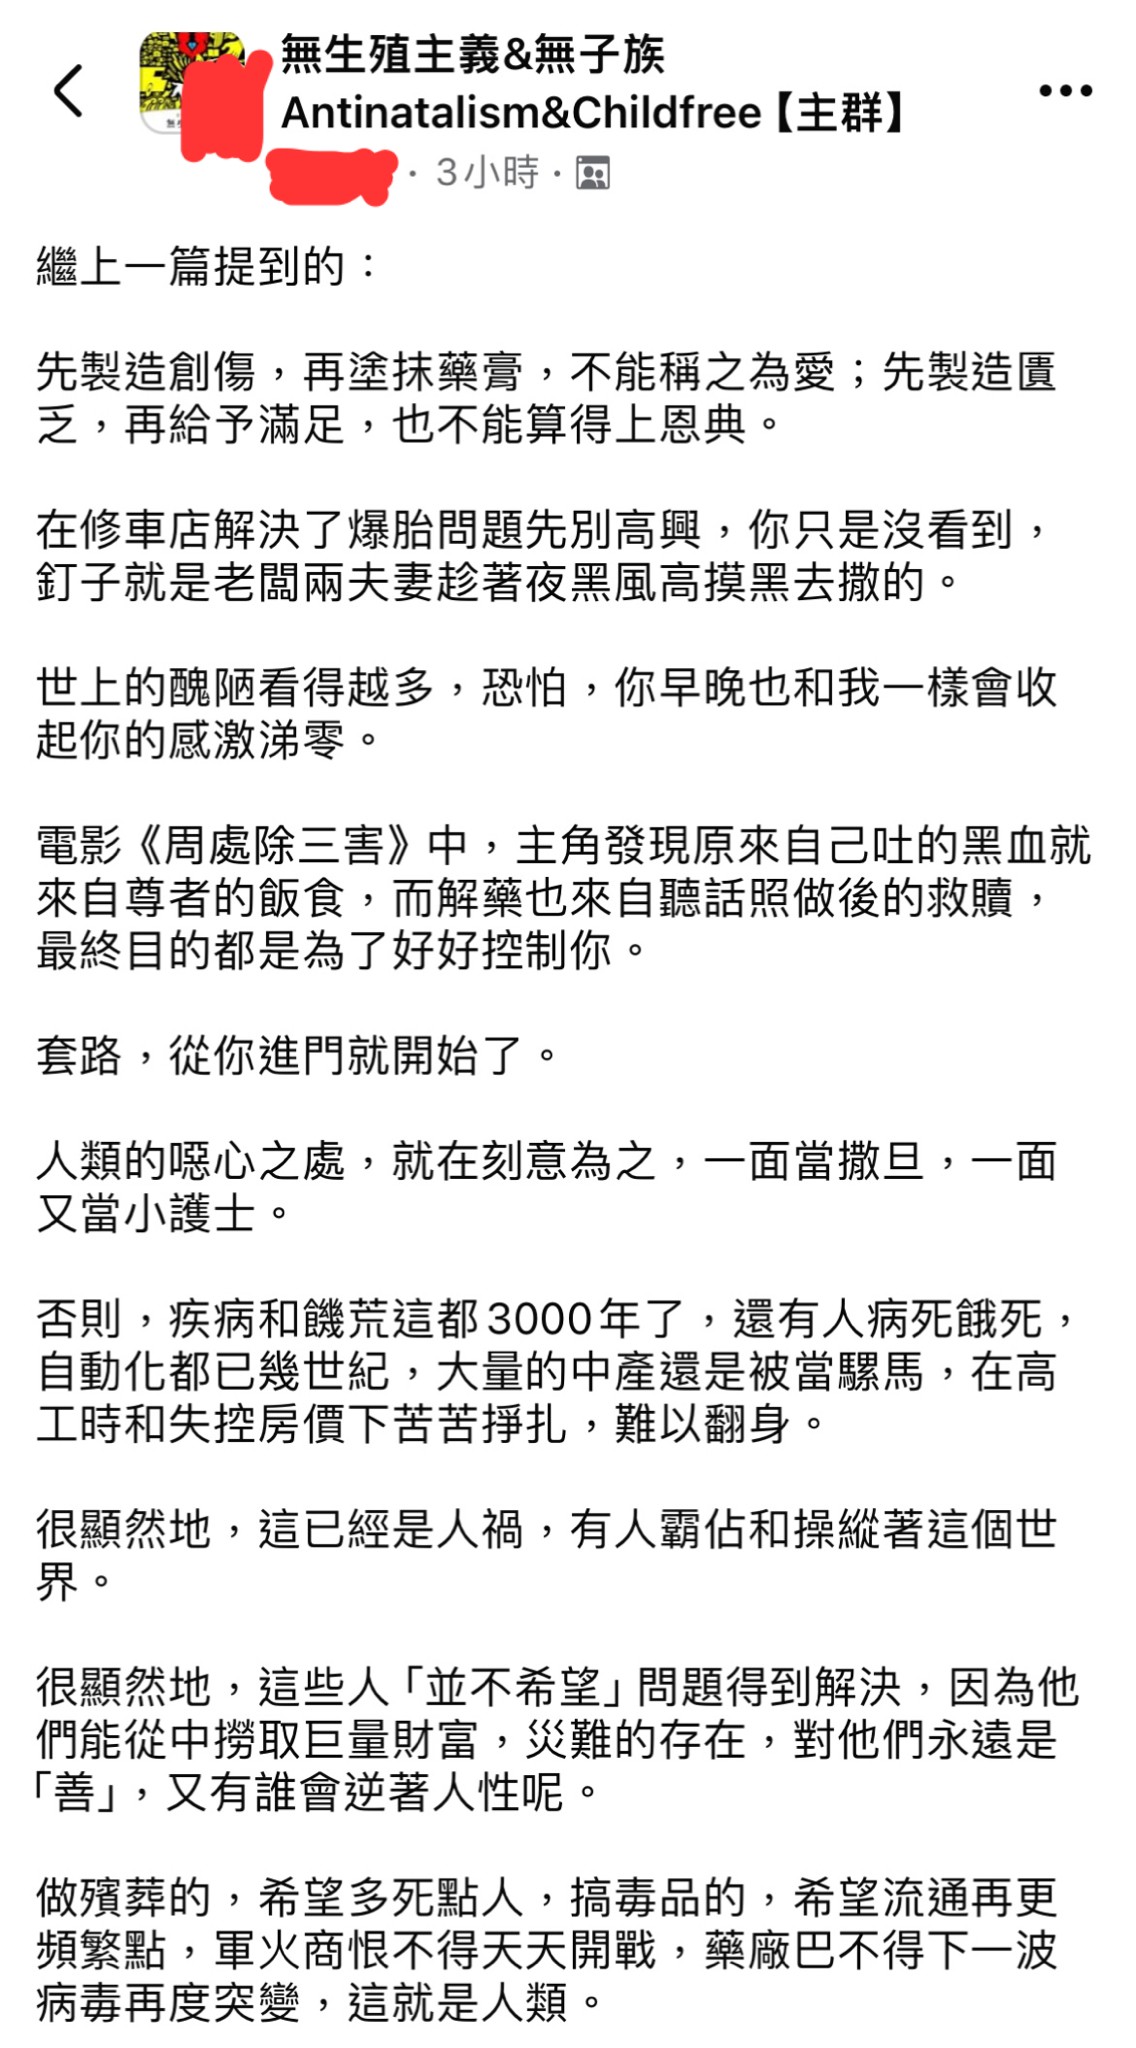 無生殖主義&無子族
Antinatalism&Childfree【主群】
· 3小時 ·
繼上一篇提到的：
先製造創傷，再塗抹藥膏，不能稱之為愛；先製造匱
乏，再給予滿足，也不能算得上恩典。
在修車店解決了爆胎問題先別高興，你只是沒看到，
釘子就是老闆兩夫妻趁著夜黑風高摸黑去撒的。
世上的醜陋看得越多，恐怕，你早晚也和我一樣會收
起你的感激涕零。
電影《周處除三害》中，主角發現原來自己吐的黑血就
來自尊者的飯食，而解藥也來自聽話照做後的救贖，
最終目的都是為了好好控制你。
套路，從你進門就開始了。
人類的噁心之處，就在刻意為之，一面當撒旦，一面
又當小護士。
否則，疾病和饑荒這都3000年了，還有人病死餓死，
自動化都已幾世紀，大量的中產還是被當騾馬，在高
工時和失控房價下苦苦掙扎，難以翻身。
很顯然地，這已經是人禍，有人霸佔和操縱著這個世
界。
很顯然地，這些人「並不希望」問題得到解決，因為他
們能從中撈取巨量財富，災難的存在，對他們永遠是
「善」，又有誰會逆著人性呢。
做殯葬的，希望多死點人，搞毒品的，希望流通再更
頻繁點，軍火商恨不得天天開戰，藥廠巴不得下一波
病毒再度突變，這就是人類。